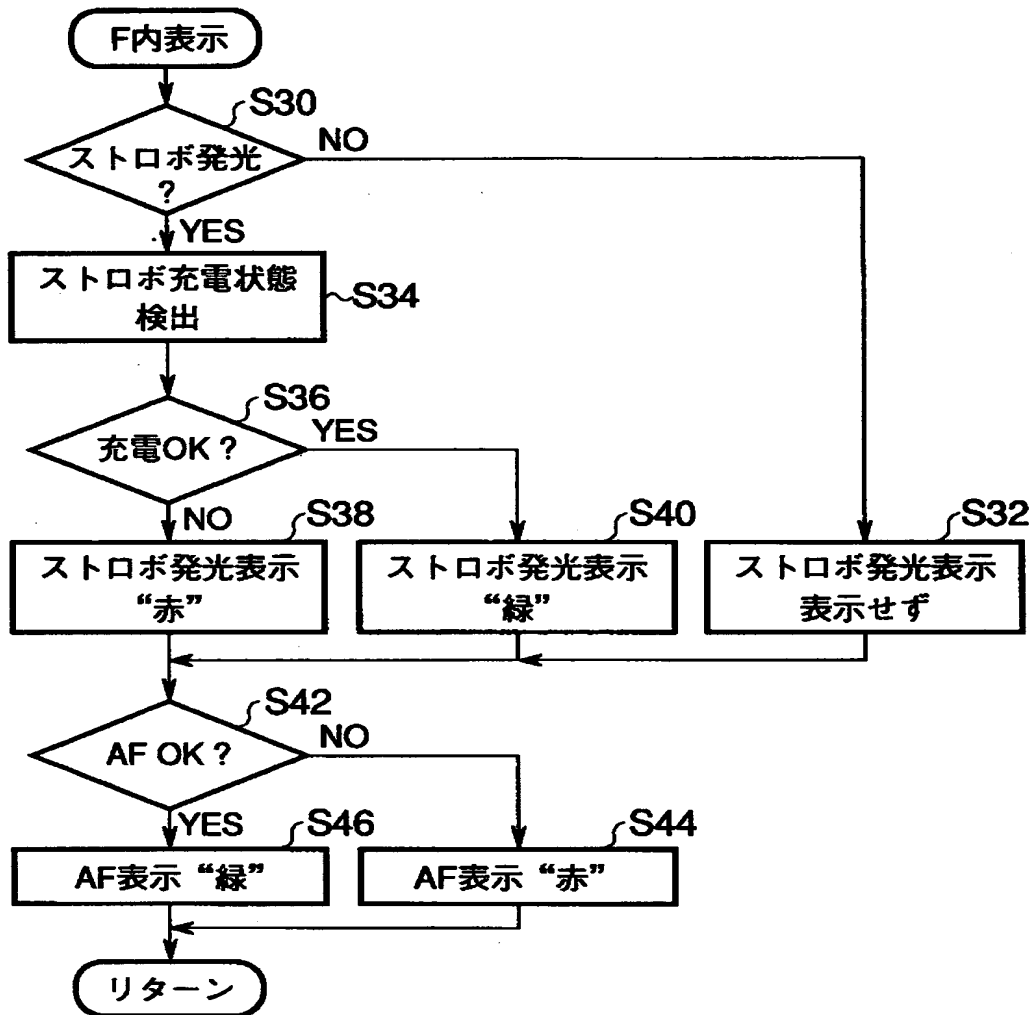 F内表示
S30
ストロボ発光
?
NO
YES
ストロボ充電状態
検出
S34
S36
充電OK?
YES
NO
S38
ストロボ発光表示
“赤”
S40
ストロボ発光表示
“緑”
S32
ストロボ発光表示
表示せず
S42
AF OK?
NO
YES
S46
AF表示 “緑”
S44
AF表示 “赤”
リターン